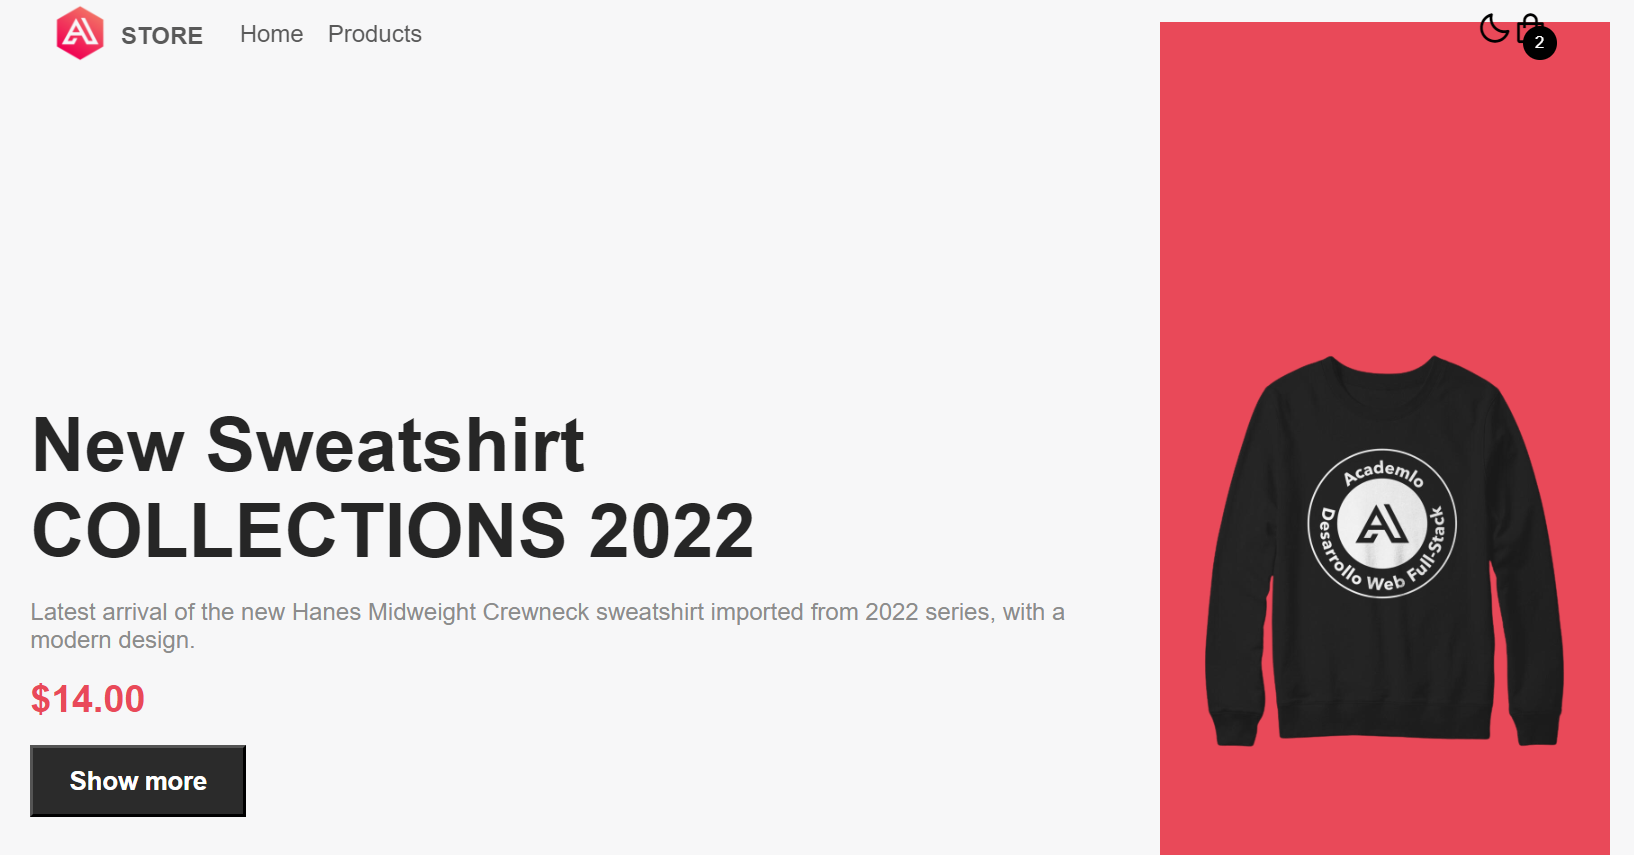 STORE
Home
Products
2
New Sweatshirt
COLLECTIONS 2022
Latest arrival of the new Hanes Midweight Crewneck sweatshirt imported from 2022 series, with a
modern design.
$14.00
Show more
Academlo
Desarrollo Web Full-Stack